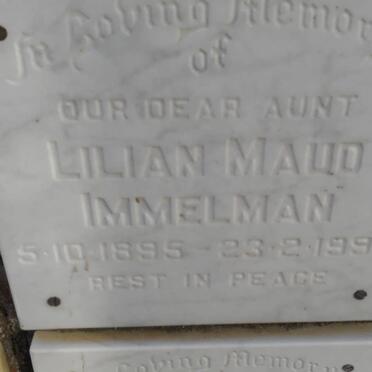 In Loving Memory
of
OUR DEAR AUNT
LILIAN MAUD
IMMELMAN
5·10·1895 - 23·2·199
REST IN PEACE
Loving Memory